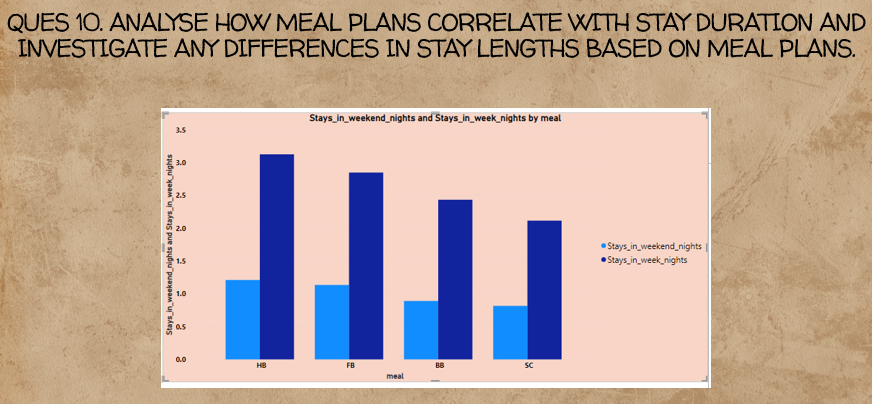 QUES 10. ANALYSE HOW MEAL PLANS CORRELATE WITH STAY DURATION AND
INVESTIGATE ANY DIFFERENCES IN STAY LENGTHS BASED ON MEAL PLANS.
Stays_in_weekend_nights and Stays_in_week_nights by meal
Stays_in_weekend_nights and Stays_in_week_nights
3.5
3.0
2.5
2.0
1.5
1.0
0.5
0.0
HB FB BB SC
meal
Stays_in_weekend_nights
Stays_in_week_nights